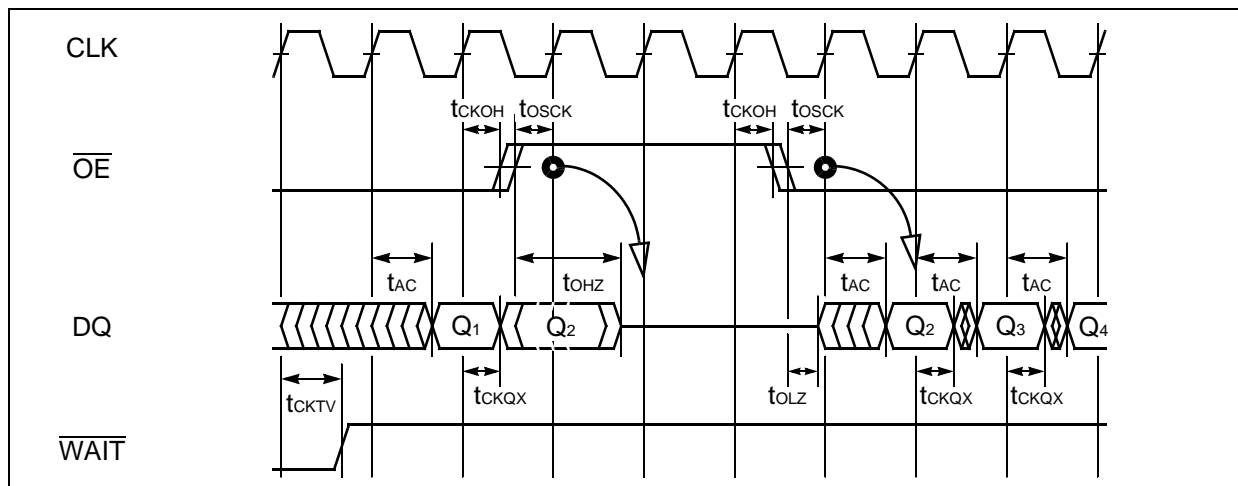 CLK
tCKOH tOSCK tCKOH tOSCK
OE
tAC tOHZ tAC tAC tAC
DQ Q1 Q2 Q2 Q3 Q4
tCKTV tCKQX tOLZ tCKQX tCKQX
WAIT